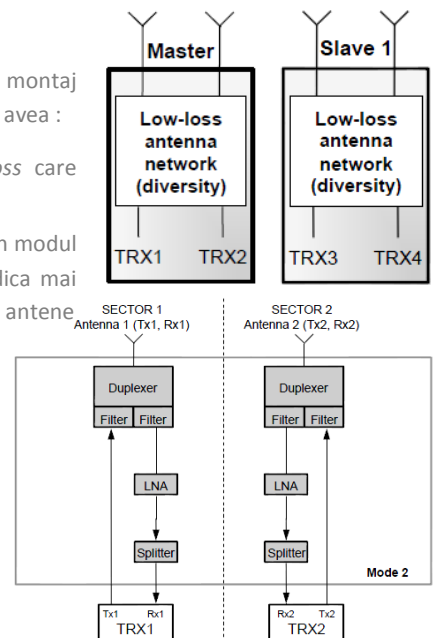 montaj
avea :
oss care
n modul
dica mai
antene
Master Slave 1
Low-loss Low-loss
antenna antenna
network network
(diversity) (diversity)
TRX1 TRX2 TRX3 TRX4
SECTOR 1 SECTOR 2
Antenna 1 (Tx1, Rx1) Antenna 2 (Tx2, Rx2)
Duplexer Duplexer
Filter Filter Filter Filter
LNA LNA
Splitter Splitter
Mode 2
Tx1 Rx1 Rx2 Tx2
TRX1 TRX2